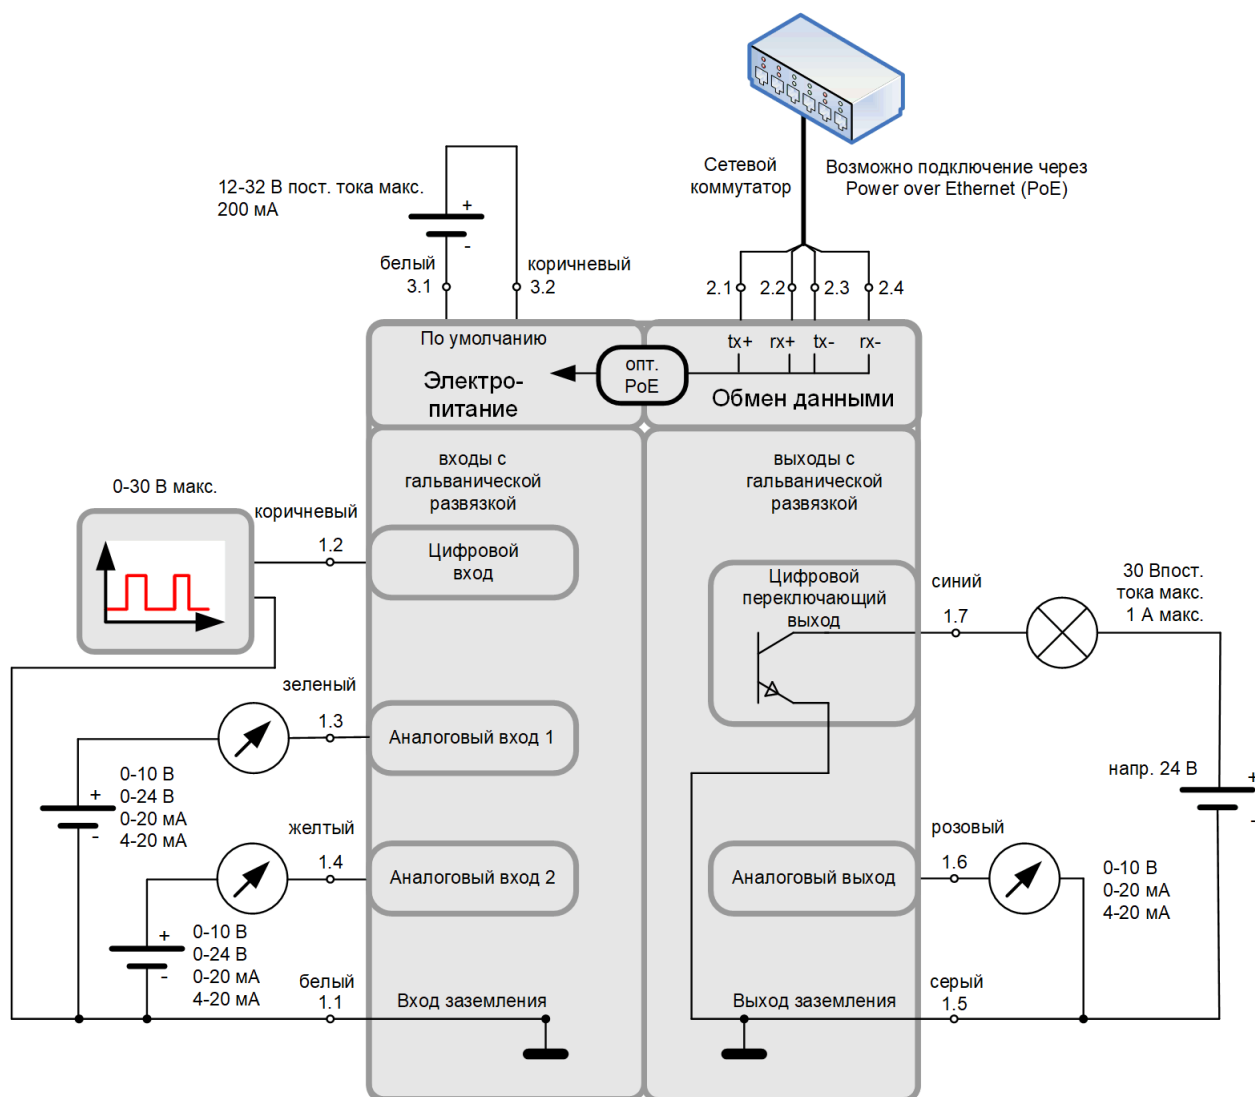 Сетевой
коммутатор
Возможно подключение через
Power over Ethernet (PoE)
12-32 В пост. тока макс.
200 мА
+
-
белый
3.1
коричневый
3.2
2.1
2.2
2.3
2.4
По умолчанию
tx+
rx+
tx-
rx-
опт.
PoE
Электро-
питание
Обмен данными
входы с
гальванической
развязкой
выходы с
гальванической
развязкой
0-30 В макс.
коричневый
1.2
Цифровой
вход
Цифровой
переключающий
выход
синий
1.7
30 Впост.
тока макс.
1 А макс.
зеленый
1.3
Аналоговый вход 1
+
-
0-10 В
0-24 В
0-20 мА
4-20 мА
напр. 24 В
+
-
желтый
1.4
Аналоговый вход 2
+
-
0-10 В
0-24 В
0-20 мА
4-20 мА
розовый
1.6
Аналоговый выход
0-10 В
0-20 мА
4-20 мА
белый
1.1
Вход заземления
Выход заземления
серый
1.5